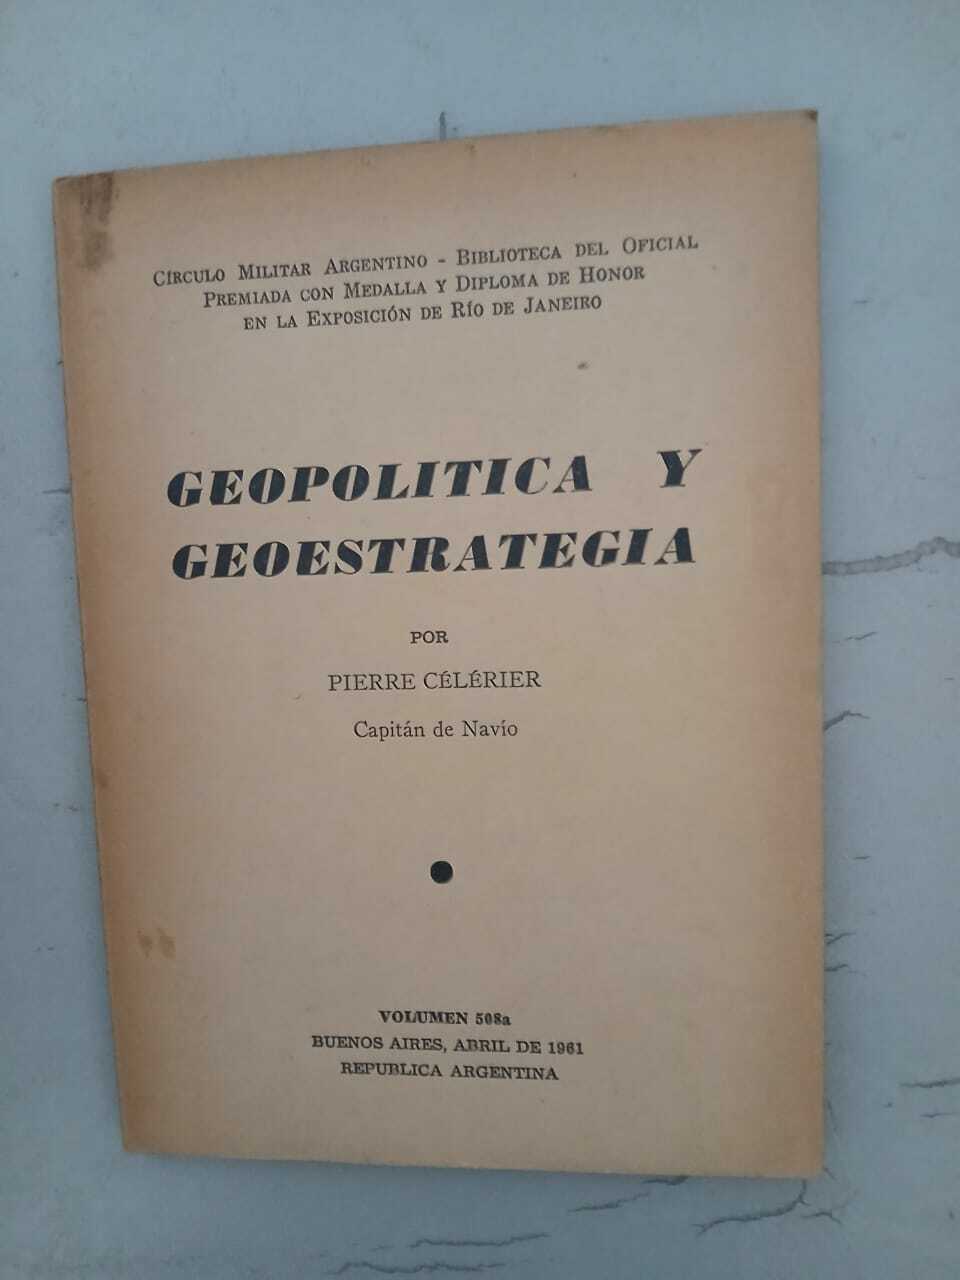 CÍRCULO MILITAR ARGENTINO - BIBLIOTECA DEL OFICIAL
PREMIADA CON MEDALLA Y DIPLOMA DE HONOR
EN LA EXPOSICIÓN DE RÍO DE JANEIRO
GEOPOLITICA Y
GEOESTRATEGIA
POR
PIERRE CÉLÉRIER
Capitán de Navío
VOLUMEN 508a
BUENOS AIRES, ABRIL DE 1961
REPUBLICA ARGENTINA